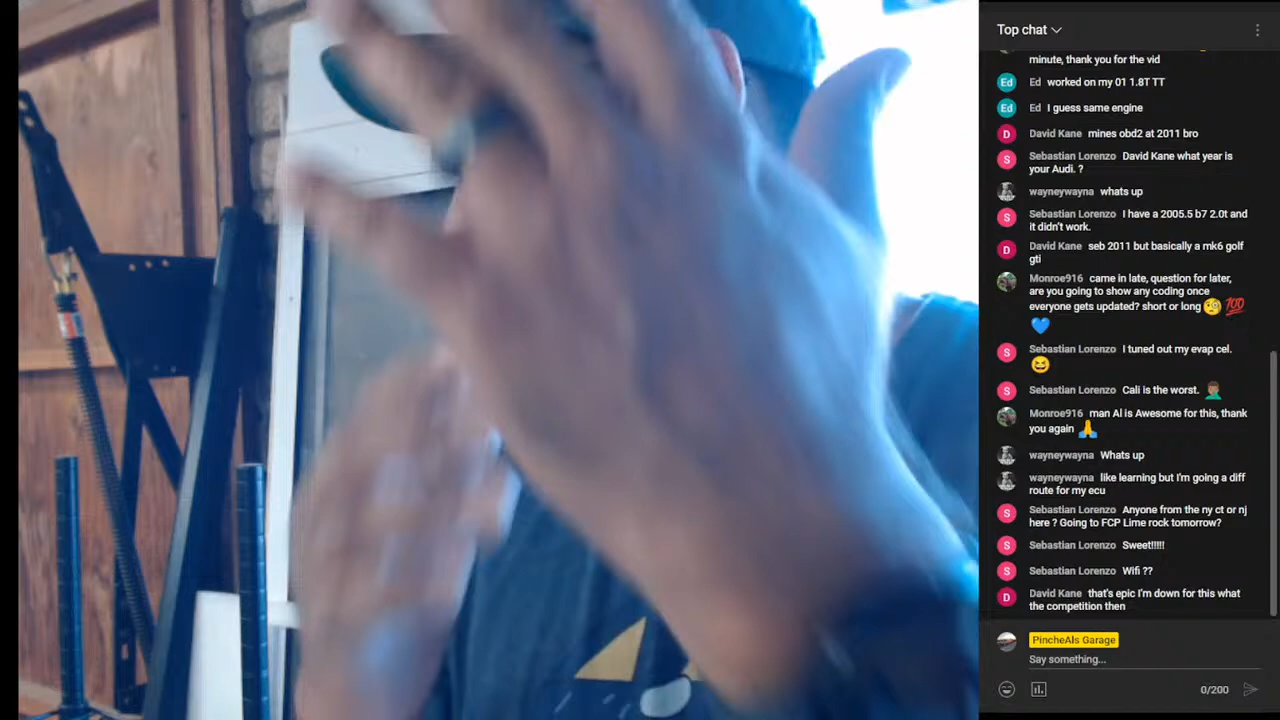 Top chat
minute, thank you for the vid
Ed Ed worked on my 01 1.8T TT
Ed Ed I guess same engine
D David Kane mines obd2 at 2011 bro
S Sebastian Lorenzo David Kane what year is
your Audi. ?
wayneywayna whats up
S Sebastian Lorenzo I have a 2005.5 b7 2.0t and
it didn't work.
D David Kane seb 2011 but basically a mk6 golf
gti
Monroe916 came in late, question for later,
are you going to show any coding once
everyone gets updated? short or long 🧐 💯
💙
S Sebastian Lorenzo I tuned out my evap cel.
😆
S Sebastian Lorenzo Cali is the worst. 🤦🏽‍♂️
Monroe916 man Al is Awesome for this, thank
you again 🙏
wayneywayna Whats up
wayneywayna like learning but I'm going a diff
route for my ecu
S Sebastian Lorenzo Anyone from the ny ct or nj
here ? Going to FCP Lime rock tomorrow?
S Sebastian Lorenzo Sweet!!!!!
S Sebastian Lorenzo Wifi ??
D David Kane that's epic I'm down for this what
the competition then
PincheAls Garage
Say something...
0/200